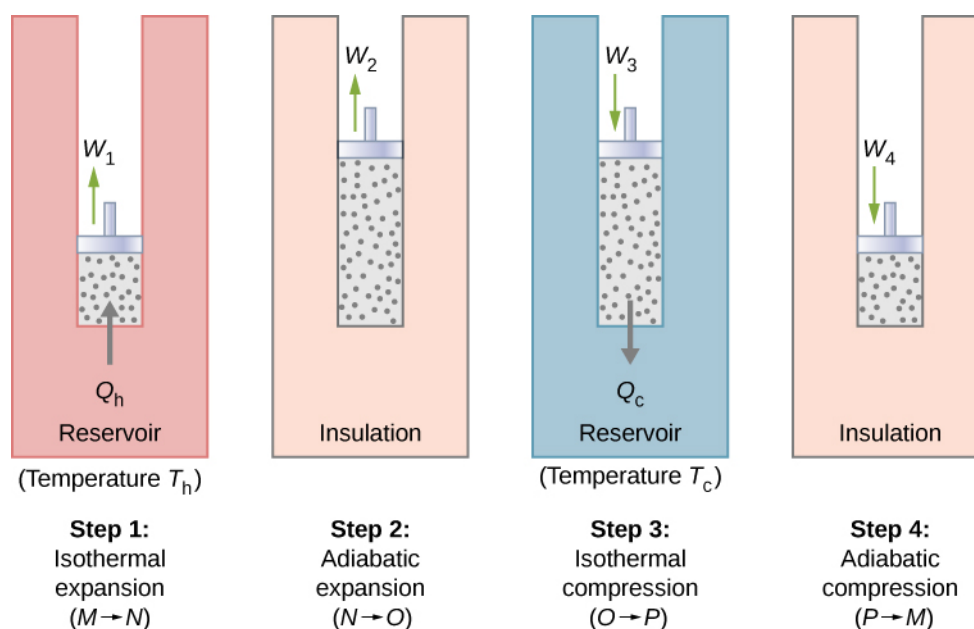 W1
Qh
Reservoir
(Temperature Th)
Step 1:
Isothermal
expansion
(M→N)
W2
Insulation
Step 2:
Adiabatic
expansion
(N→O)
W3
Qc
Reservoir
(Temperature Tc)
Step 3:
Isothermal
compression
(O→P)
W4
Insulation
Step 4:
Adiabatic
compression
(P→M)